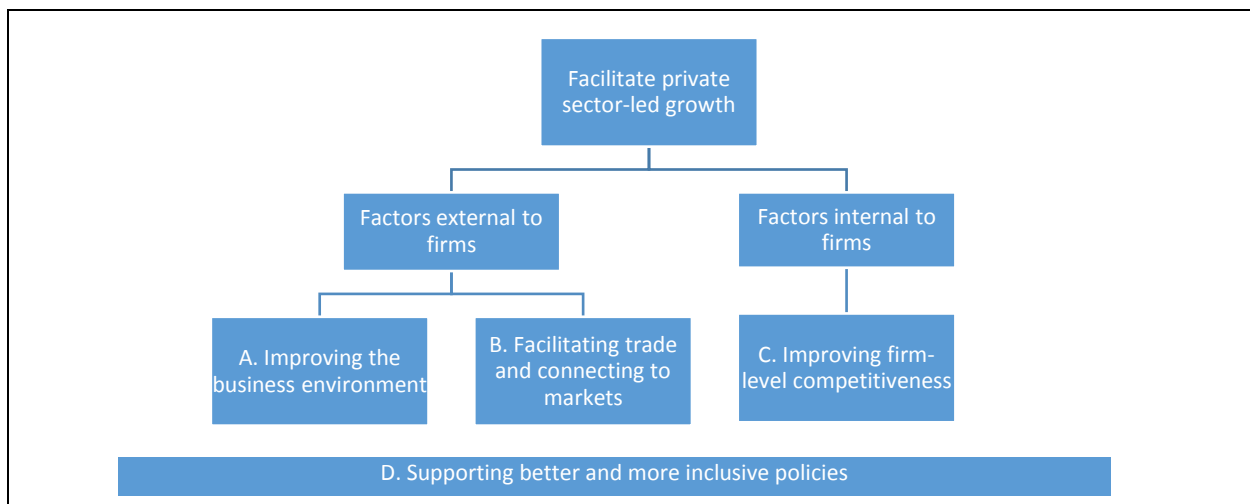 Facilitate private
sector-led growth
Factors external to
firms
Factors internal to
firms
A. Improving the
business environment
B. Facilitating trade
and connecting to
markets
C. Improving firm-
level competitiveness
D. Supporting better and more inclusive policies